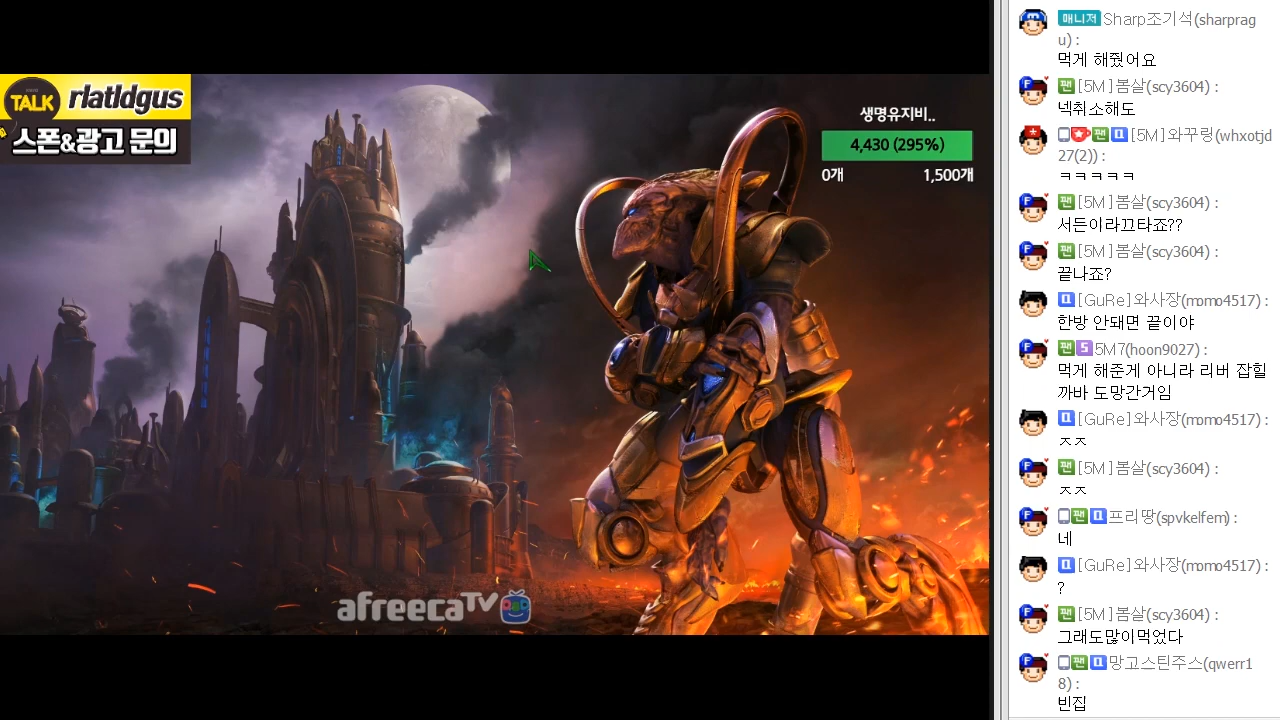 TALK rlatldgus
스폰&광고 문의
생명유지비..
4,430 (295%)
0개 1,500개
afreecaTV
매니저 Sharp조기석(sharprag
u) :
먹게 해줬어요
팬 [5M]봄살(scy3604) :
넥취소해도
팬 [5M]와꾸렁(whxotjd
27(2)) :
ㅋㅋㅋㅋㅋ
팬 [5M]봄살(scy3604) :
서든이라끄타죠??
팬 [5M]봄살(scy3604) :
끝나죠?
[GuRe]와사장(momo4517) :
한방 안돼면 끝이야
팬 S 5M7(hoon9027) :
먹게 해준게 아니라 리버 잡힐
까바 도망간거임
[GuRe]와사장(momo4517) :
ㅈㅈ
팬 [5M]봄살(scy3604) :
ㅈㅈ
팬 프리땅(spvkelfem) :
네
[GuRe]와사장(momo4517) :
?
팬 [5M]봄살(scy3604) :
그래도많이먹었다
팬 망고스틴주스(qwerr1
8) :
빈집